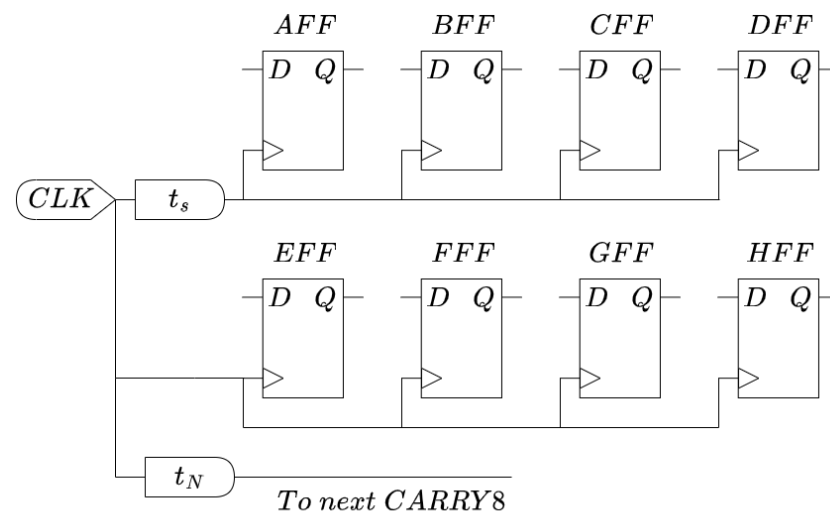 AFF BFF CFF DFF
D Q D Q D Q D Q
CLK t_s
EFF FFF GFF HFF
D Q D Q D Q D Q
t_N
To next CARRY8